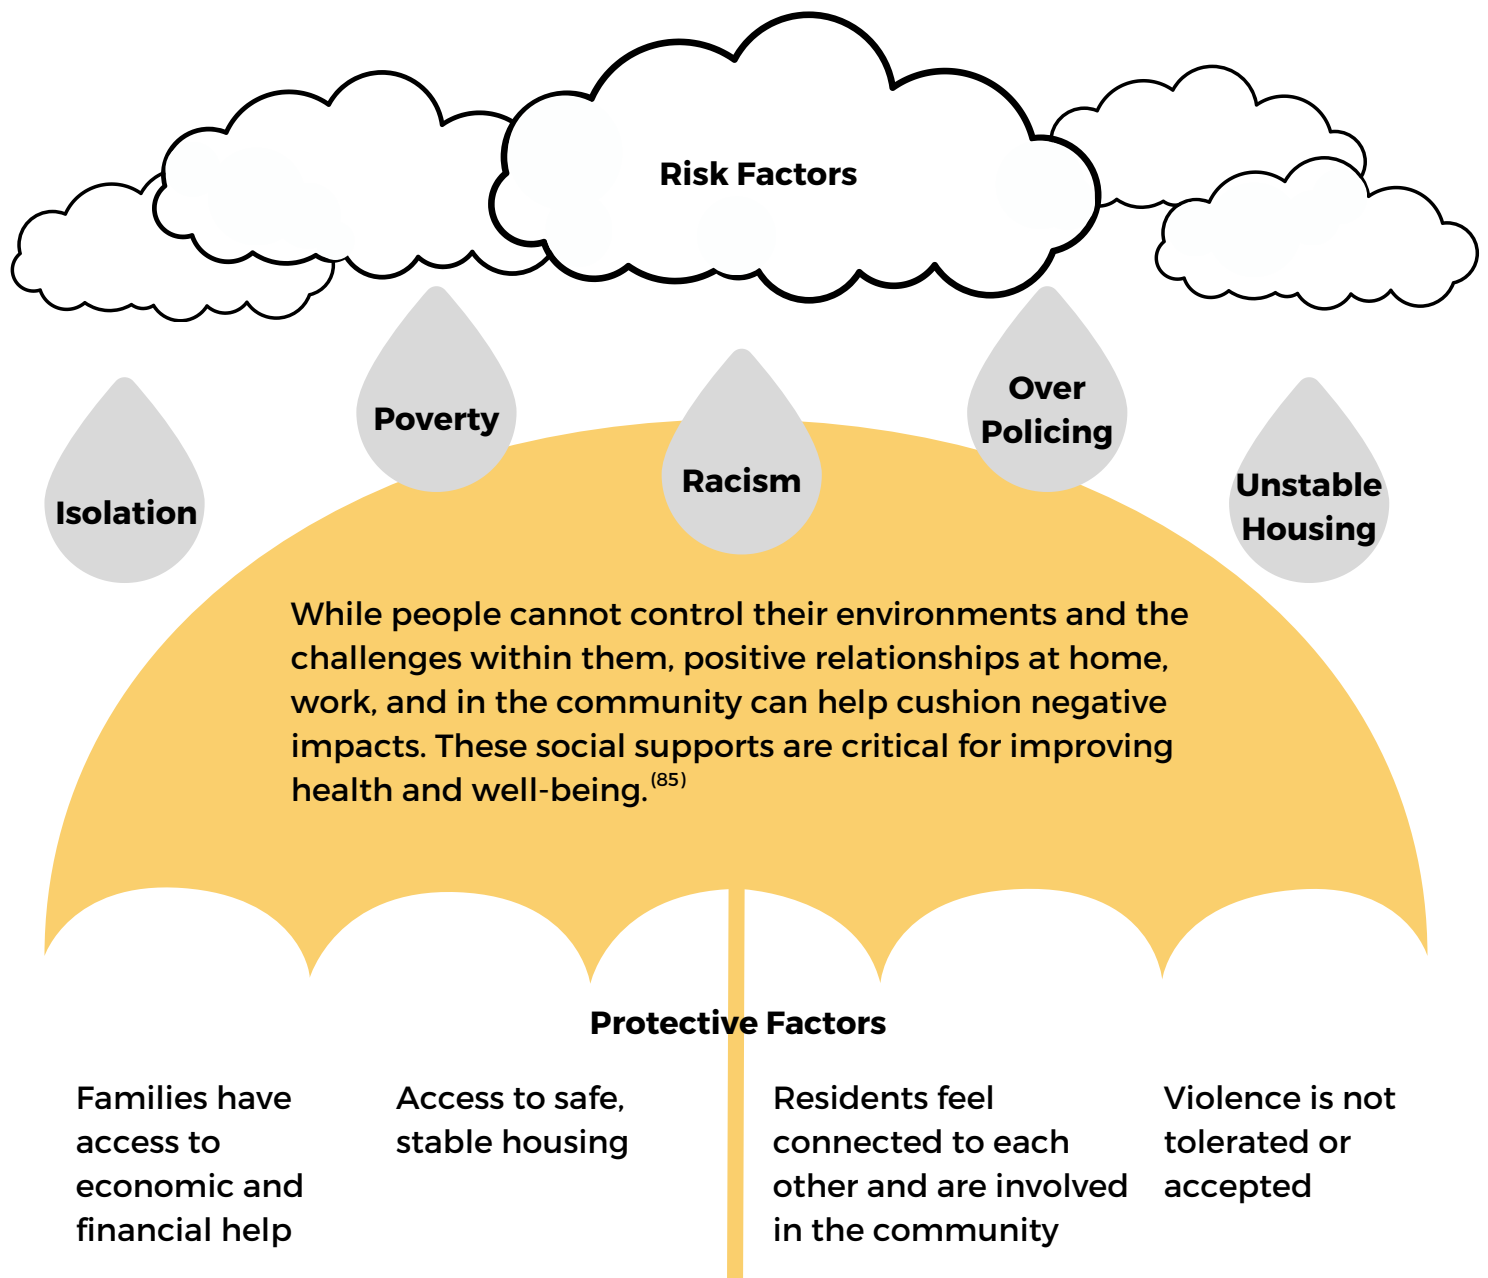 Risk Factors
Isolation
Poverty
Racism
Over
Policing
Unstable
Housing
While people cannot control their environments and the
challenges within them, positive relationships at home,
work, and in the community can help cushion negative
impacts. These social supports are critical for improving
health and well-being.(85)
Protective Factors
Families have
access to
economic and
financial help
Access to safe,
stable housing
Residents feel
connected to each
other and are involved
in the community
Violence is not
tolerated or
accepted